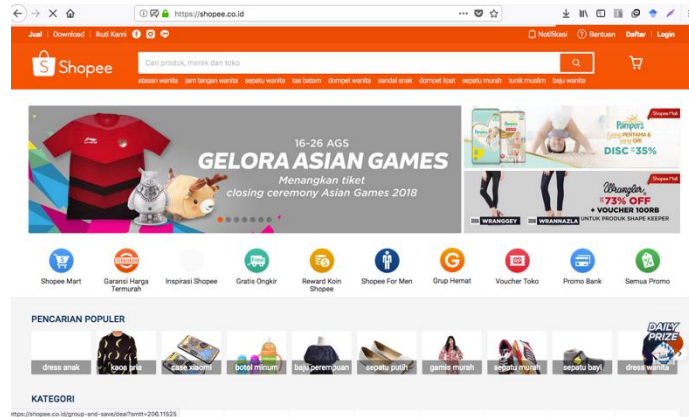 https://shopee.co.id
Jual Download Ikuti Kami
Notifikasi Bantuan Daftar Login
Shopee
Cari produk, merek dan toko
atasan wanita jam tangan wanita sepatu wanita tas batam dompet wanita sandal anak dompet lipat sepatu murah tunik muslim baju wanita
16-26 AGS
GELORA ASIAN GAMES
Menangkan tiket
closing ceremony Asian Games 2018
Shopee Mall
Pampers
DISC 35%
Shopee Mall
Wrangler
73% OFF
+ VOUCHER 100RB
UNTUK PRODUK SHAPE KEEPER
WRANGGEY WRANNAZLA
Shopee Mart Garansi Harga Termurah Inspirasi Shopee Gratis Ongkir Reward Koin Shopee Shopee For Men Grup Hemat Voucher Toko Promo Bank Semua Promo
PENCARIAN POPULER
DAILY PRIZE
dress anak kaos pria case xiaomi botol minum baju perempuan sepatu putih gamis murah sepatu murah sepatu bayi dress wanita
KATEGORI
https://shopee.co.id/group-and-save/deal?smtt=206.11525